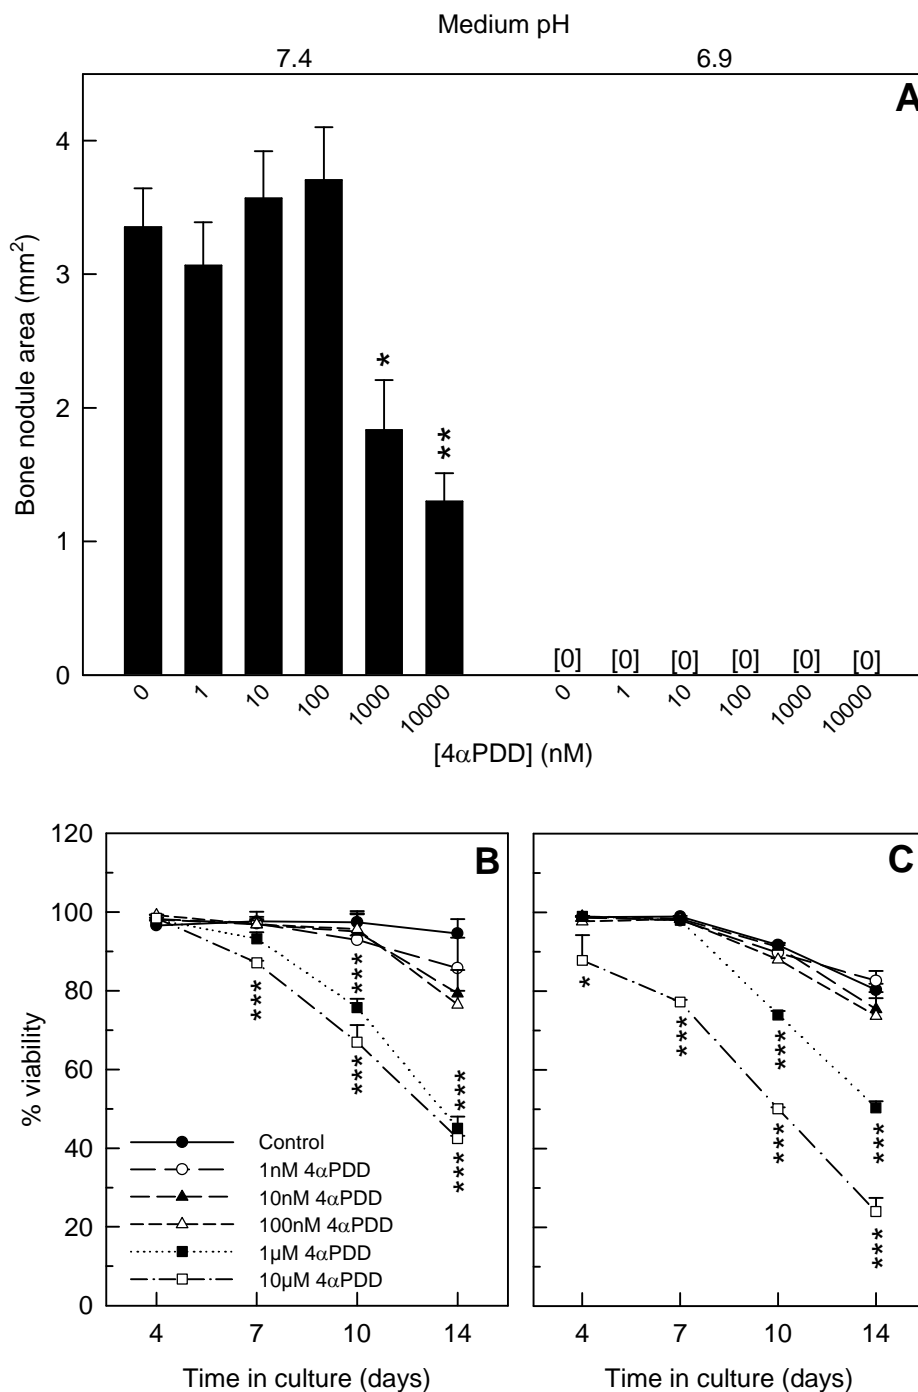 Medium pH
7.4 6.9
A
Bone nodule area (mm²)
4
3
2
1
0
*
**
[0] [0] [0] [0] [0] [0]
0 1 10 100 1000 10000 0 1 10 100 1000 10000
[4αPDD] (nM)
B
C
% viability
120
100
80
60
40
20
0
***
***
***
***
***
*
***
***
***
***
***
Control
1nM 4αPDD
10nM 4αPDD
100nM 4αPDD
1µM 4αPDD
10µM 4αPDD
4 7 10 14 4 7 10 14
Time in culture (days) Time in culture (days)